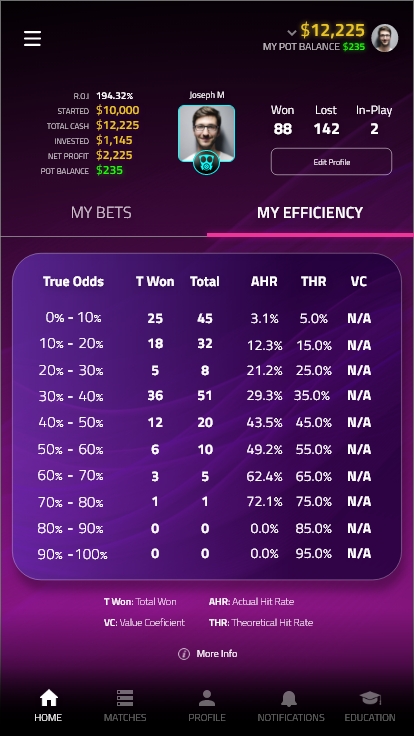 $12,225
MY POT BALANCE $235
R.O.I 194.32%
STARTED $10,000
TOTAL CASH $12,225
INVESTED $1,145
NET PROFIT $2,225
POT BALANCE $235
Joseph M
Won Lost In-Play
88 142 2
Edit Profile
MY BETS MY EFFICIENCY
True Odds T Won Total AHR THR VC
0% - 10% 25 45 3.1% 5.0% N/A
10% - 20% 18 32 12.3% 15.0% N/A
20% - 30% 5 8 21.2% 25.0% N/A
30% - 40% 36 51 29.3% 35.0% N/A
40% - 50% 12 20 43.5% 45.0% N/A
50% - 60% 6 10 49.2% 55.0% N/A
60% - 70% 3 5 62.4% 65.0% N/A
70% - 80% 1 1 72.1% 75.0% N/A
80% - 90% 0 0 0.0% 85.0% N/A
90% -100% 0 0 0.0% 95.0% N/A
T Won: Total Won AHR: Actual Hit Rate
VC: Value Coeficient THR: Theoretical Hit Rate
i More Info
HOME MATCHES PROFILE NOTIFICATIONS EDUCATION